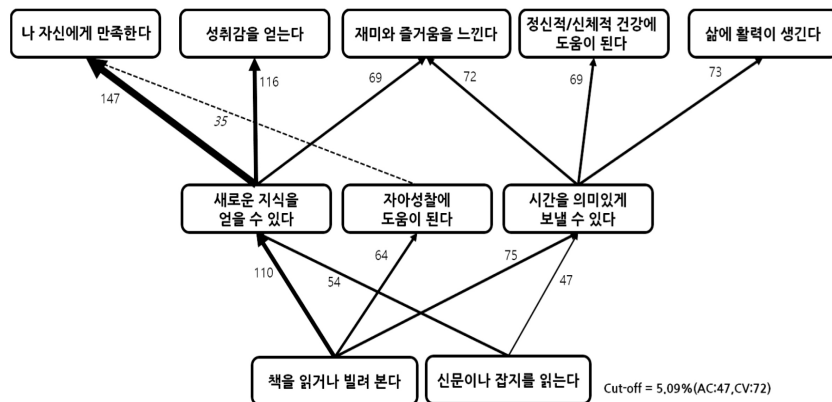 나 자신에게 만족한다
성취감을 얻는다
재미와 즐거움을 느낀다
정신적/신체적 건강에
도움이 된다
삶에 활력이 생긴다
147
35
116
69
72
69
73
새로운 지식을
얻을 수 있다
자아성찰에
도움이 된다
시간을 의미있게
보낼 수 있다
110
54
64
75
47
책을 읽거나 빌려 본다
신문이나 잡지를 읽는다
Cut-off = 5,09%(AC:47,CV:72)